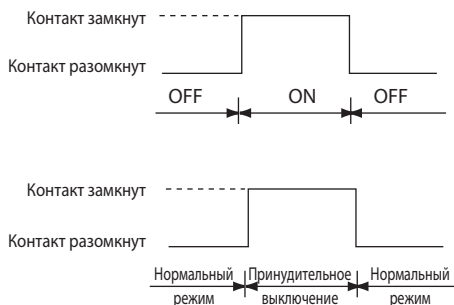 Контакт замкнут
Контакт разомкнут
OFF ON OFF
Контакт замкнут
Контакт разомкнут
Нормальный Принудительное Нормальный
режим выключение режим